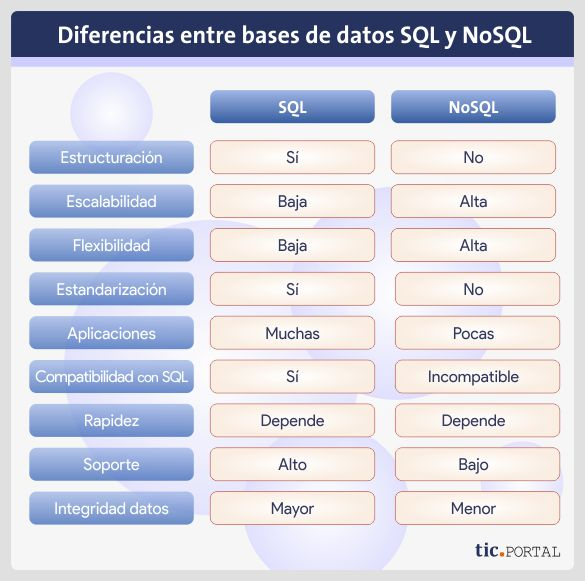 Diferencias entre bases de datos SQL y NoSQL
SQL NoSQL
Estructuración Sí No
Escalabilidad Baja Alta
Flexibilidad Baja Alta
Estandarización Sí No
Aplicaciones Muchas Pocas
Compatibilidad con SQL Sí Incompatible
Rapidez Depende Depende
Soporte Alto Bajo
Integridad datos Mayor Menor
tic.PORTAL